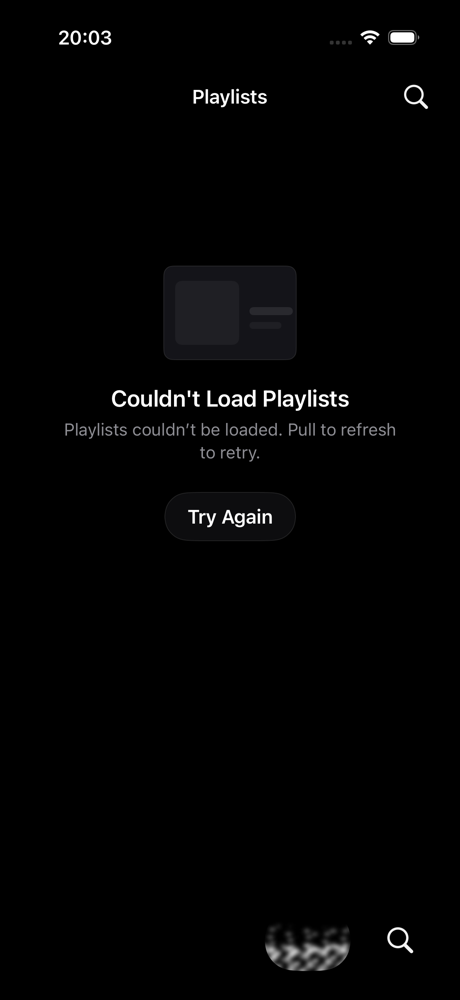 20:03
Playlists
Couldn't Load Playlists
Playlists couldn’t be loaded. Pull to refresh
to retry.
Try Again